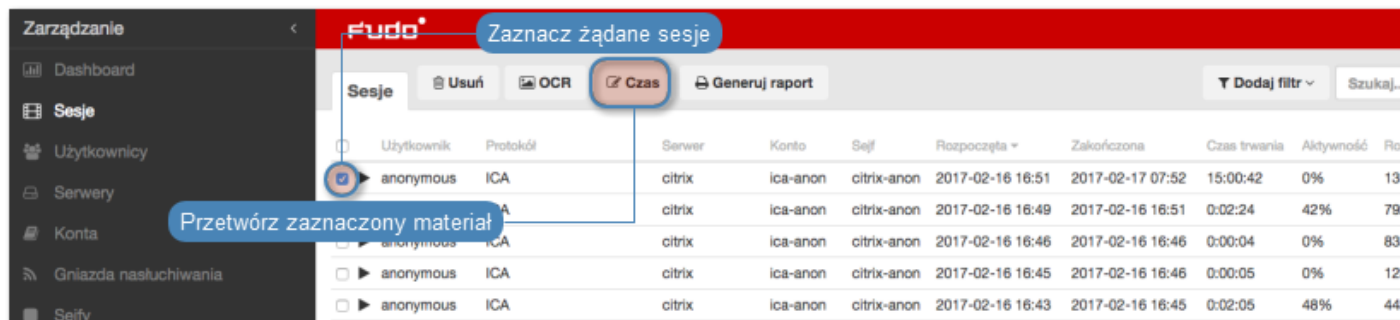 Zarządzanie
Fudo
Zaznacz żądane sesje
Dashboard
Sesje
Użytkownicy
Serwery
Konta
Gniazda nasłuchiwania
Sejfy
Sesje Usuń OCR Czas Generuj raport Dodaj filtr Szukaj..
Użytkownik Protokół Serwer Konto Sejf Rozpoczęta Zakończona Czas trwania Aktywność Ro
anonymous ICA citrix ica-anon citrix-anon 2017-02-16 16:51 2017-02-17 07:52 15:00:42 0% 13
Przetwórz zaznaczony materiał
citrix ica-anon citrix-anon 2017-02-16 16:49 2017-02-16 16:51 0:02:24 42% 79
anonymous ICA citrix ica-anon citrix-anon 2017-02-16 16:46 2017-02-16 16:46 0:00:04 0% 83
anonymous ICA citrix ica-anon citrix-anon 2017-02-16 16:45 2017-02-16 16:46 0:00:05 0% 12
anonymous ICA citrix ica-anon citrix-anon 2017-02-16 16:43 2017-02-16 16:45 0:02:05 48% 44